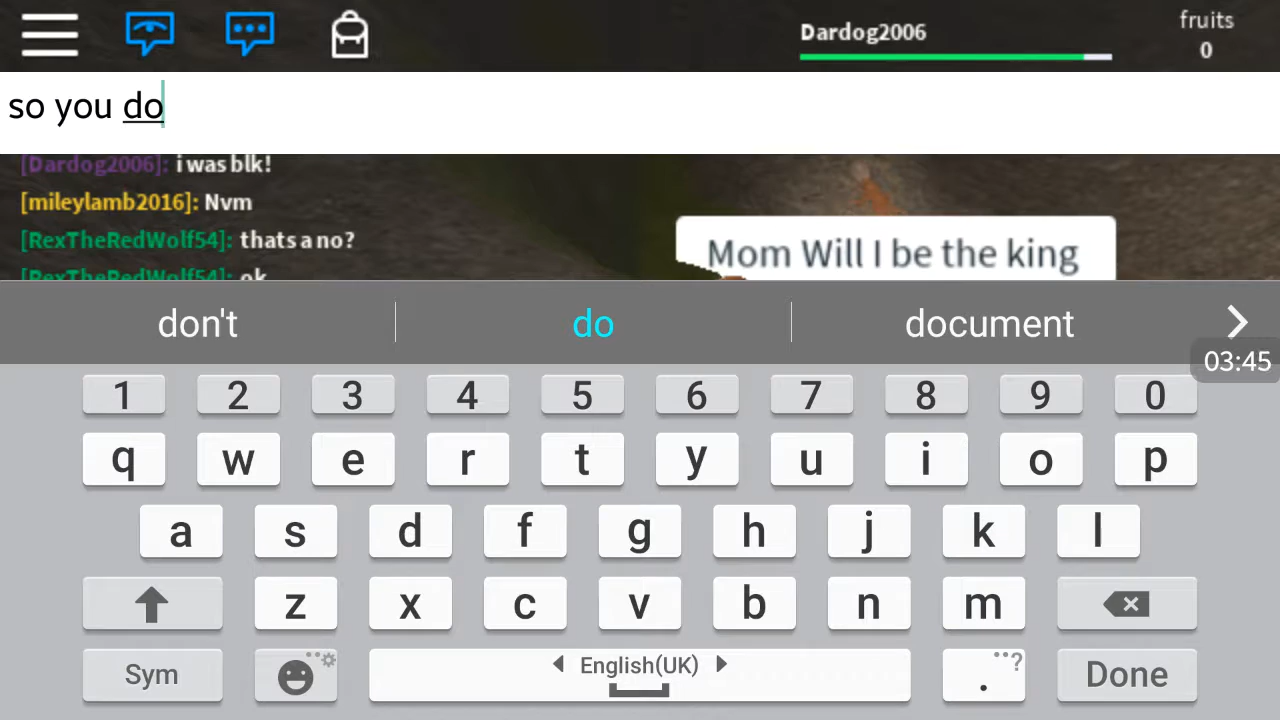 Dardog2006
fruits
0
so you do
[Dardog2006]: i was blk!
[mileylamb2016]: Nvm
[RexTheRedWolf54]: thats a no?
[RexTheRedWolf54]: ok
Mom Will I be the king
don't do document
03:45
1 2 3 4 5 6 7 8 9 0
q w e r t y u i o p
a s d f g h j k l
z x c v b n m
Sym English(UK) . ? Done